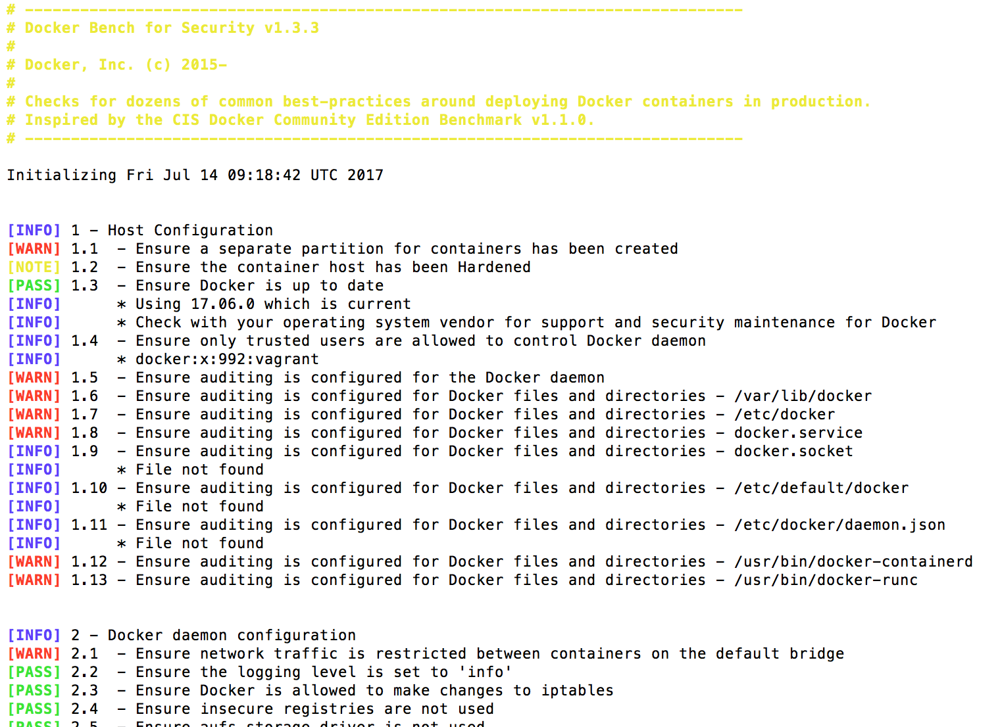 # ------------------------------------------------------------------------------
# Docker Bench for Security v1.3.3
#
# Docker, Inc. (c) 2015-
#
# Checks for dozens of common best-practices around deploying Docker containers in production.
# Inspired by the CIS Docker Community Edition Benchmark v1.1.0.
# ------------------------------------------------------------------------------
Initializing Fri Jul 14 09:18:42 UTC 2017
[INFO] 1 - Host Configuration
[WARN] 1.1  - Ensure a separate partition for containers has been created
[NOTE] 1.2  - Ensure the container host has been Hardened
[PASS] 1.3  - Ensure Docker is up to date
[INFO]      * Using 17.06.0 which is current
[INFO]      * Check with your operating system vendor for support and security maintenance for Docker
[INFO] 1.4  - Ensure only trusted users are allowed to control Docker daemon
[INFO]      * docker:x:992:vagrant
[WARN] 1.5  - Ensure auditing is configured for the Docker daemon
[WARN] 1.6  - Ensure auditing is configured for Docker files and directories - /var/lib/docker
[WARN] 1.7  - Ensure auditing is configured for Docker files and directories - /etc/docker
[WARN] 1.8  - Ensure auditing is configured for Docker files and directories - docker.service
[INFO] 1.9  - Ensure auditing is configured for Docker files and directories - docker.socket
[INFO]      * File not found
[INFO] 1.10 - Ensure auditing is configured for Docker files and directories - /etc/default/docker
[INFO]      * File not found
[INFO] 1.11 - Ensure auditing is configured for Docker files and directories - /etc/docker/daemon.json
[INFO]      * File not found
[WARN] 1.12 - Ensure auditing is configured for Docker files and directories - /usr/bin/docker-containerd
[WARN] 1.13 - Ensure auditing is configured for Docker files and directories - /usr/bin/docker-runc
[INFO] 2 - Docker daemon configuration
[WARN] 2.1  - Ensure network traffic is restricted between containers on the default bridge
[PASS] 2.2  - Ensure the logging level is set to 'info'
[PASS] 2.3  - Ensure Docker is allowed to make changes to iptables
[PASS] 2.4  - Ensure insecure registries are not used
[PASS] 2.5  - Ensure aufs storage driver is not used